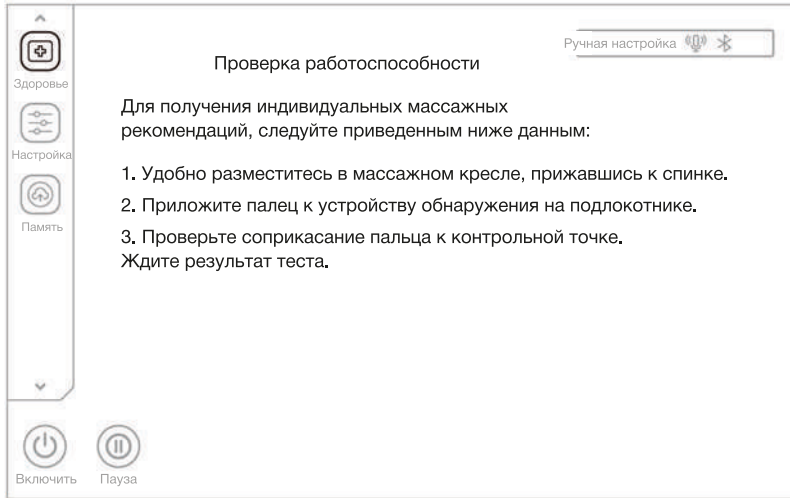 Ручная настройка
Проверка работоспособности
Здоровье
Настройка
Память
Для получения индивидуальных массажных
рекомендаций, следуйте приведенным ниже данным:
1. Удобно разместитесь в массажном кресле, прижавшись к спинке.
2. Приложите палец к устройству обнаружения на подлокотнике.
3. Проверьте соприкасание пальца к контрольной точке.
Ждите результат теста.
Включить
Пауза